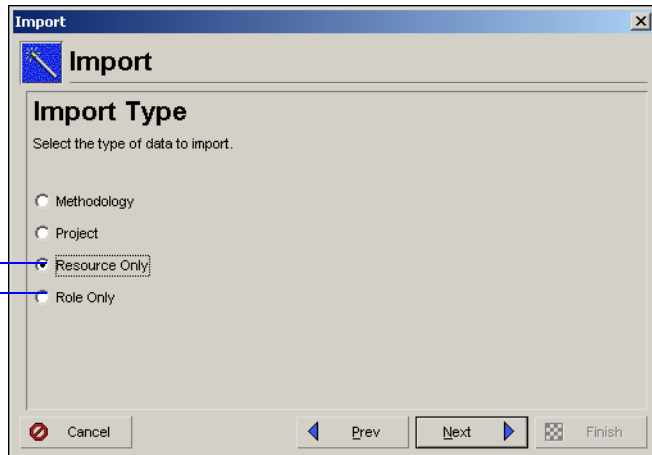 Import
Import
Import Type
Select the type of data to import.
Methodology
Project
Resource Only
Role Only
Cancel
Prev
Next
Finish